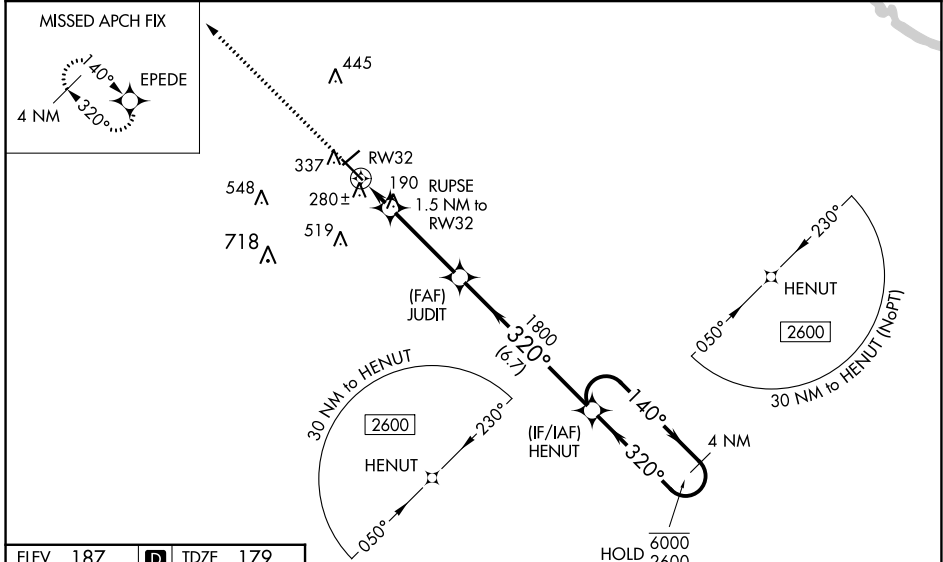 MISSED APCH FIX
140°
EPEDE
4 NM
320°
445
337
RW32
548
280±
190
RUPSE
1.5 NM to
RW32
718
519
(FAF)
JUDIT
1800
320°
(6.7)
230°
HENUT
2600
050°
30 NM to HENUT (NoPT)
30 NM to HENUT
2600
230°
HENUT
050°
(IF/IAF)
HENUT
140°
4 NM
320°
HOLD
6000
2600
ELEV 187
D
TDZE 179